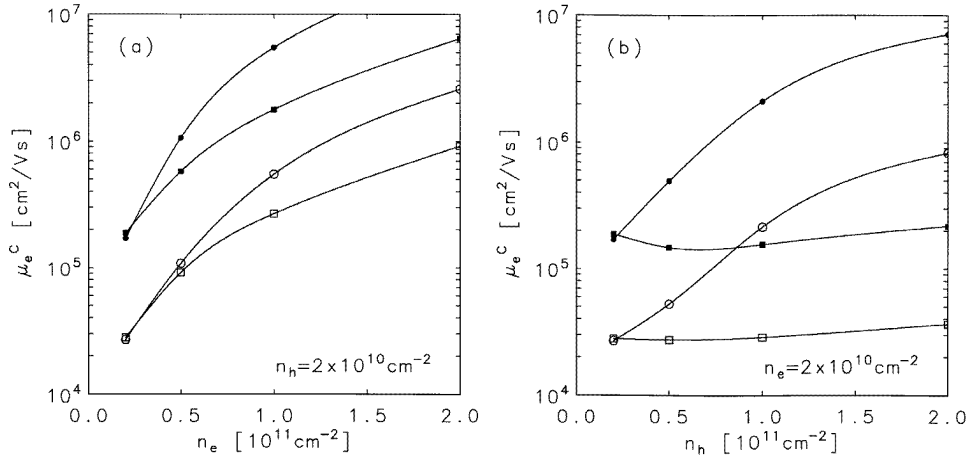 (a)
μₑᶜ [cm²/Vs]
10⁷
10⁶
10⁵
10⁴
n_h=2×10¹⁰cm⁻²
0.0 0.5 1.0 1.5 2.0
nₑ [10¹¹cm⁻²]
(b)
μₑᶜ [cm²/Vs]
10⁷
10⁶
10⁵
10⁴
nₑ=2×10¹⁰cm⁻²
0.0 0.5 1.0 1.5 2.0
n_h [10¹¹cm⁻²]